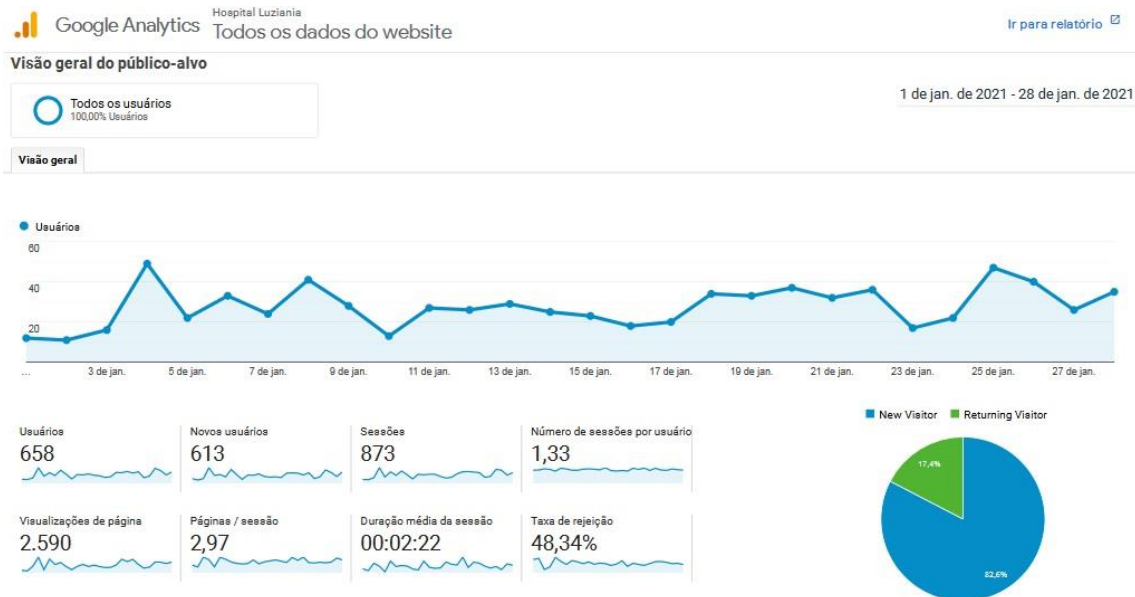 Google Analytics
Hospital Luziania
Todos os dados do website
Ir para relatório
Visão geral do público-alvo
Todos os usuários
100,00% Usuários
1 de jan. de 2021 - 28 de jan. de 2021
Visão geral
Usuários
60
40
20
...
3 de jan.
5 de jan.
7 de jan.
9 de jan.
11 de jan.
13 de jan.
15 de jan.
17 de jan.
19 de jan.
21 de jan.
23 de jan.
25 de jan.
27 de jan.
New Visitor
Returning Visitor
Usuários
658
Novos usuários
613
Sessões
873
Número de sessões por usuário
1,33
Visualizações de página
2.590
Páginas / sessão
2,97
Duração média da sessão
00:02:22
Taxa de rejeição
48,34%
17,4%
82,6%